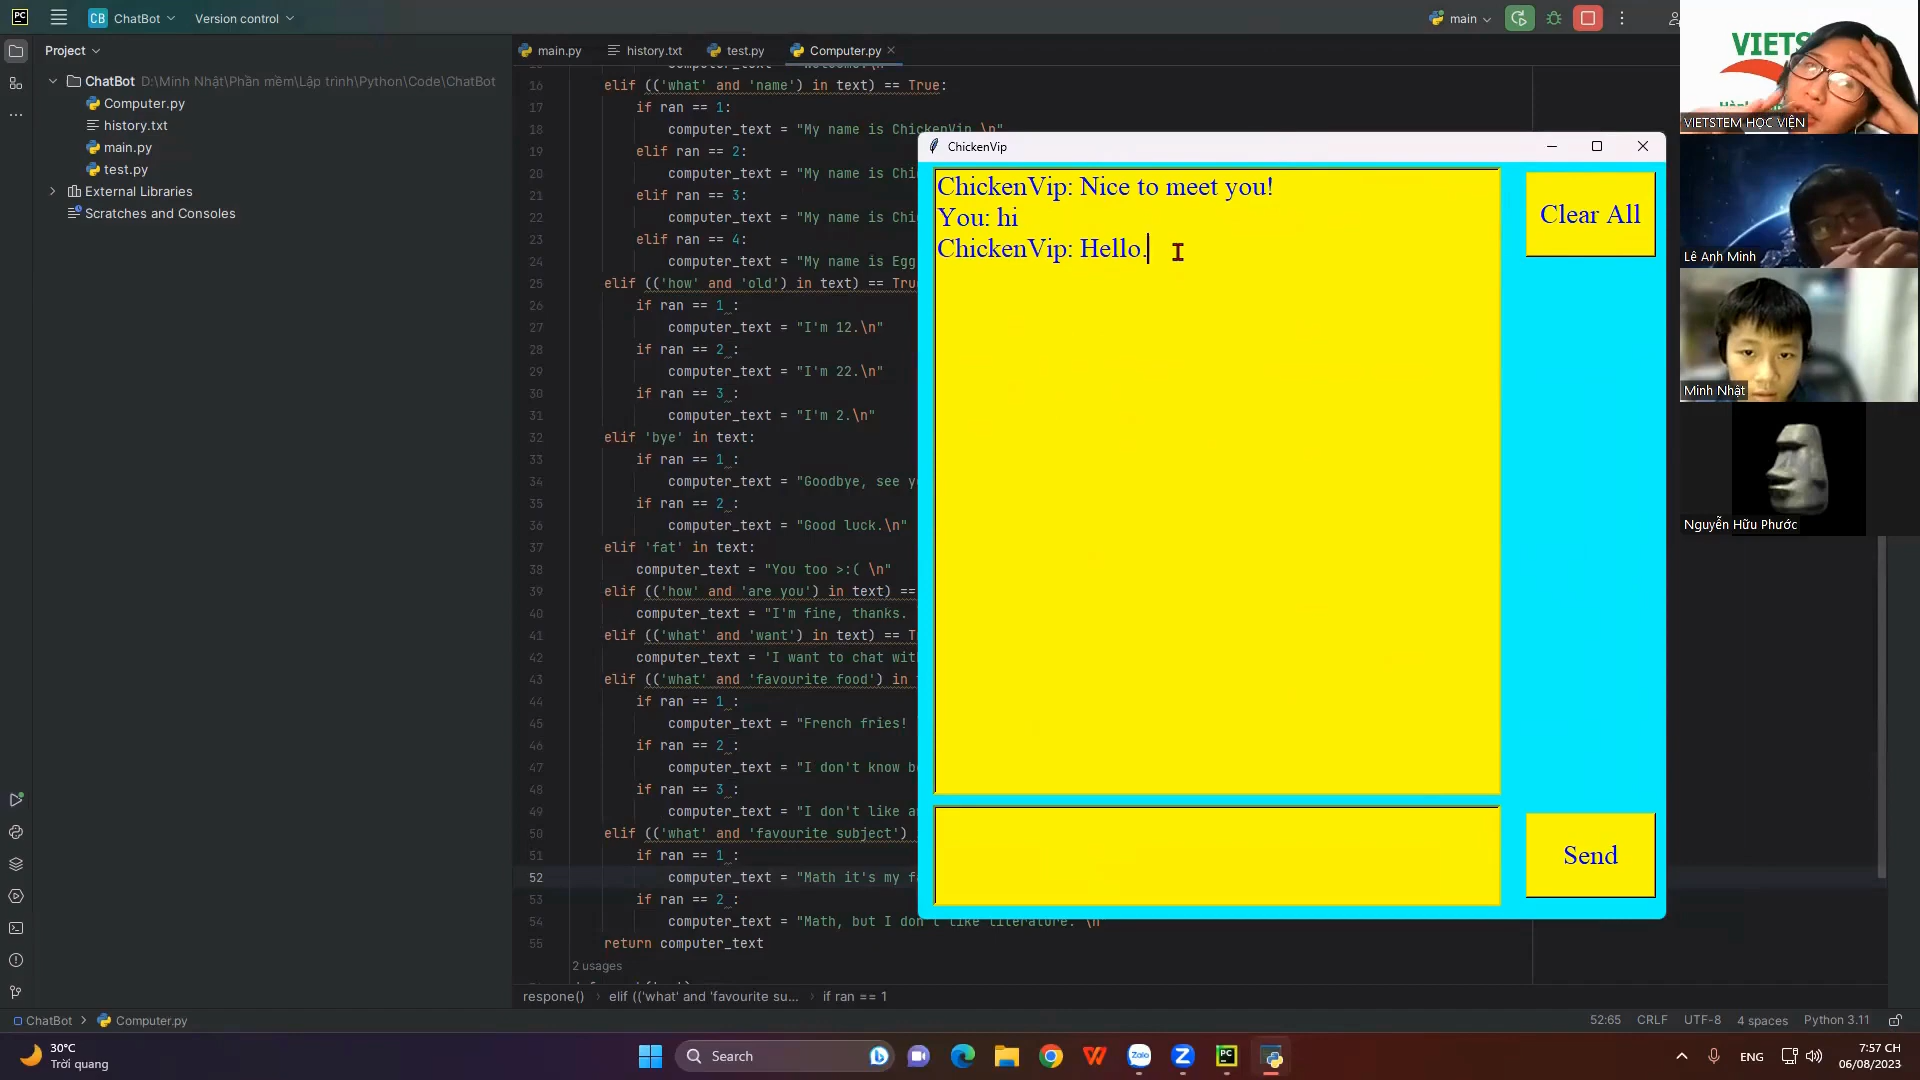 PC
CB ChatBot
Version control
main
Project
main.py
history.txt
test.py
Computer.py
ChatBot D:\Minh Nhật\Phần mềm\Lập trình\Python\Code\ChatBot
Computer.py
history.txt
main.py
test.py
External Libraries
Scratches and Consoles
16 elif (('what' and 'name') in text) == True:
17 if ran == 1:
18 computer_text = "My name is ChickenVip.\n"
19 elif ran == 2:
20 computer_text = "My name is Chi
21 elif ran == 3:
22 computer_text = "My name is Chi
23 elif ran == 4:
24 computer_text = "My name is Egg
25 elif (('how' and 'old') in text) == Tru
26 if ran == 1 :
27 computer_text = "I'm 12.\n"
28 if ran == 2 :
29 computer_text = "I'm 22.\n"
30 if ran == 3 :
31 computer_text = "I'm 2.\n"
32 elif 'bye' in text:
33 if ran == 1 :
34 computer_text = "Goodbye, see y
35 if ran == 2 :
36 computer_text = "Good luck.\n"
37 elif 'fat' in text:
38 computer_text = "You too >:( \n"
39 elif (('how' and 'are you') in text) ==
40 computer_text = "I'm fine, thanks.
41 elif (('what' and 'want') in text) == T
42 computer_text = 'I want to chat wit
43 elif (('what' and 'favourite food') in
44 if ran == 1 :
45 computer_text = "French fries!
46 if ran == 2 :
47 computer_text = "I don't know b
48 if ran == 3 :
49 computer_text = "I don't like a
50 elif (('what' and 'favourite subject')
51 if ran == 1 :
52 computer_text = "Math it's my f
53 if ran == 2 :
54 computer_text = "Math, but I don't like literature. \n"
55 return computer_text
2 usages
respone()
elif (('what' and 'favourite su...
if ran == 1
ChickenVip
ChickenVip: Nice to meet you!
You: hi
ChickenVip: Hello.
Clear All
Send
VIETS
VIETSTEM HỌC VIÊN
Lê Anh Minh
Minh Nhật
Nguyễn Hữu Phước
ChatBot
Computer.py
52:65
CRLF
UTF-8
4 spaces
Python 3.11
30°C
Trời quang
Search
Zalo
ENG
7:57 CH
06/08/2023